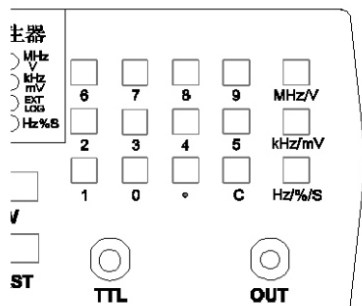 生器
MHz
V
kHz
mV
EXT
LOG
Hz%S
6 7 8 9 MHz/V
2 3 4 5 kHz/mV
1 0 ∘ C Hz/%/S
V
ST
TTL OUT